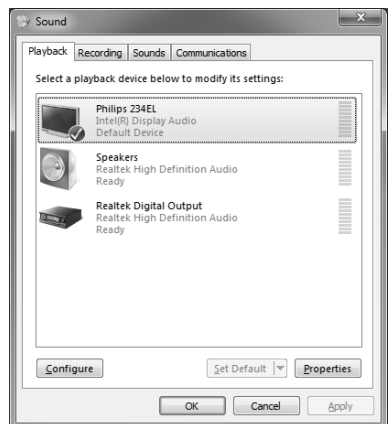 Sound
Playback Recording Sounds Communications
Select a playback device below to modify its settings:
Philips 234EL
Intel(R) Display Audio
Default Device
Speakers
Realtek High Definition Audio
Ready
Realtek Digital Output
Realtek High Definition Audio
Ready
Configure Set Default Properties
OK Cancel Apply